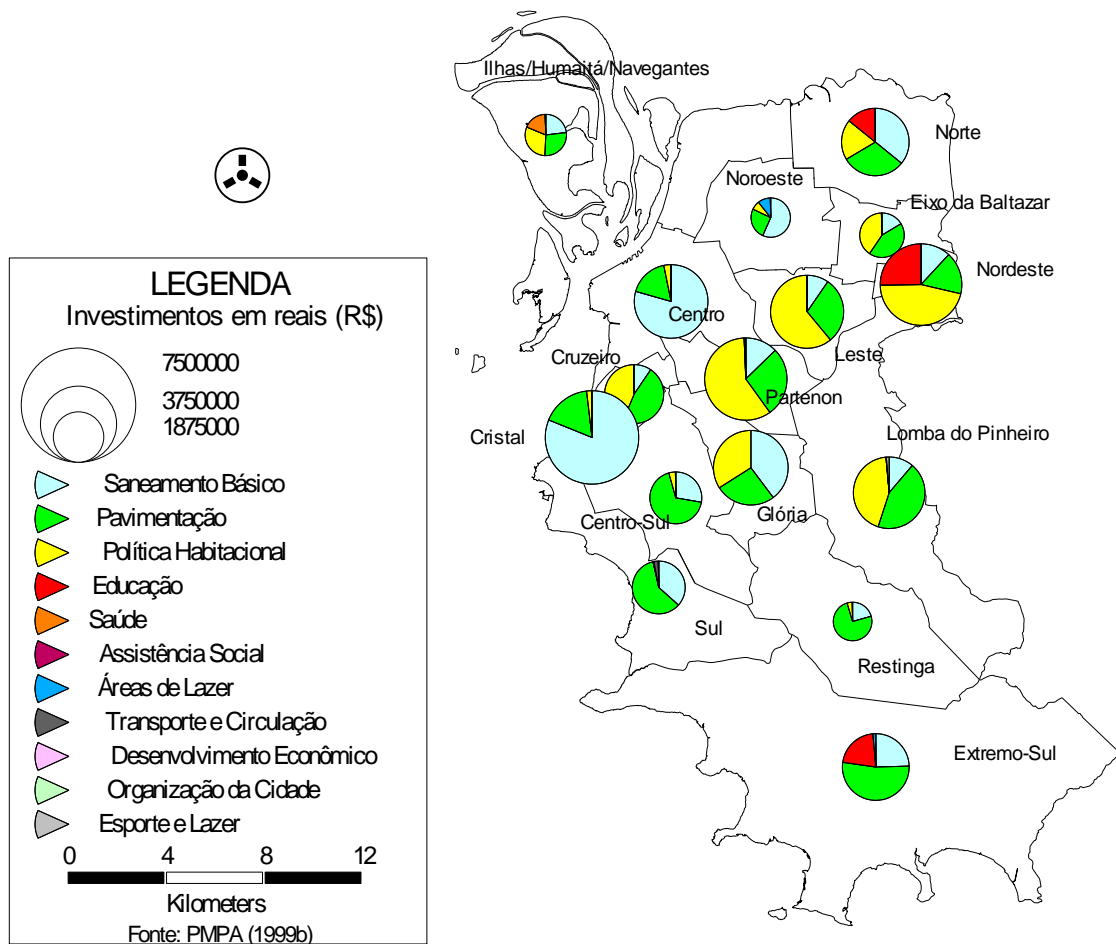 Ilhas/Humaitá/Navegantes
Norte
Noroeste
Eixo da Baltazar
Nordeste
Centro
Leste
Cruzeiro
Partenon
Cristal
Lomba do Pinheiro
Centro-Sul
Glória
Sul
Restinga
Extremo-Sul
LEGENDA
Investimentos em reais (R$)
7500000
3750000
1875000
Saneamento Básico
Pavimentação
Política Habitacional
Educação
Saúde
Assistência Social
Áreas de Lazer
Transporte e Circulação
Desenvolvimento Econômico
Organização da Cidade
Esporte e Lazer
0 4 8 12
Kilometers
Fonte: PMPA (1999b)